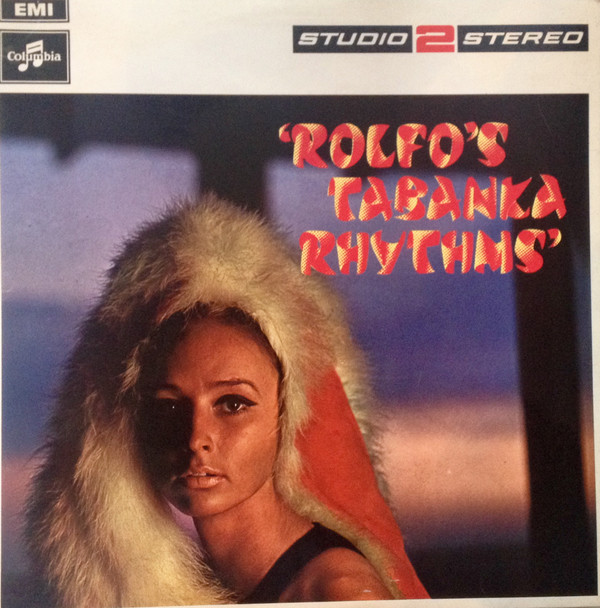 EMI
Columbia
STUDIO 2 STEREO
'ROLFO'S
TABANKA
RHYTHMS'